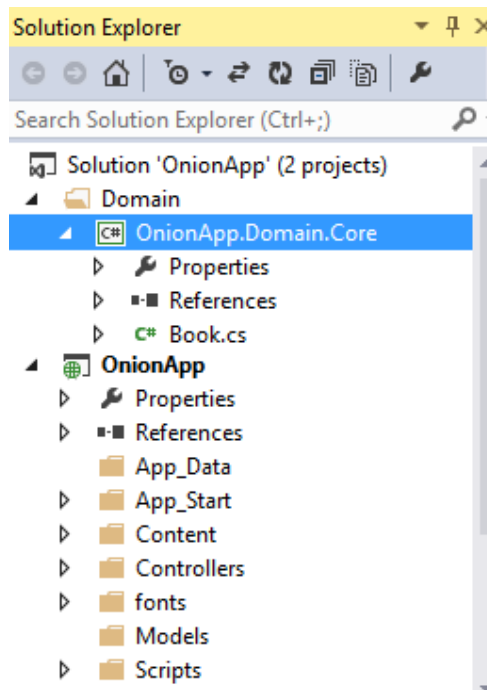 Solution Explorer
Search Solution Explorer (Ctrl+;)
Solution 'OnionApp' (2 projects)
Domain
C# OnionApp.Domain.Core
Properties
References
C# Book.cs
OnionApp
Properties
References
App_Data
App_Start
Content
Controllers
fonts
Models
Scripts